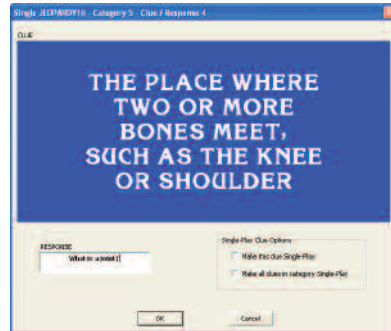 Single JEOPARDY!® - Category 5 - Clue / Response 4
CLUE
THE PLACE WHERE
TWO OR MORE
BONES MEET,
SUCH AS THE KNEE
OR SHOULDER
RESPONSE
What is a joint?
Single-Play Clue Options
Make this clue Single-Play
Make all clues in category Single-Play
OK
Cancel